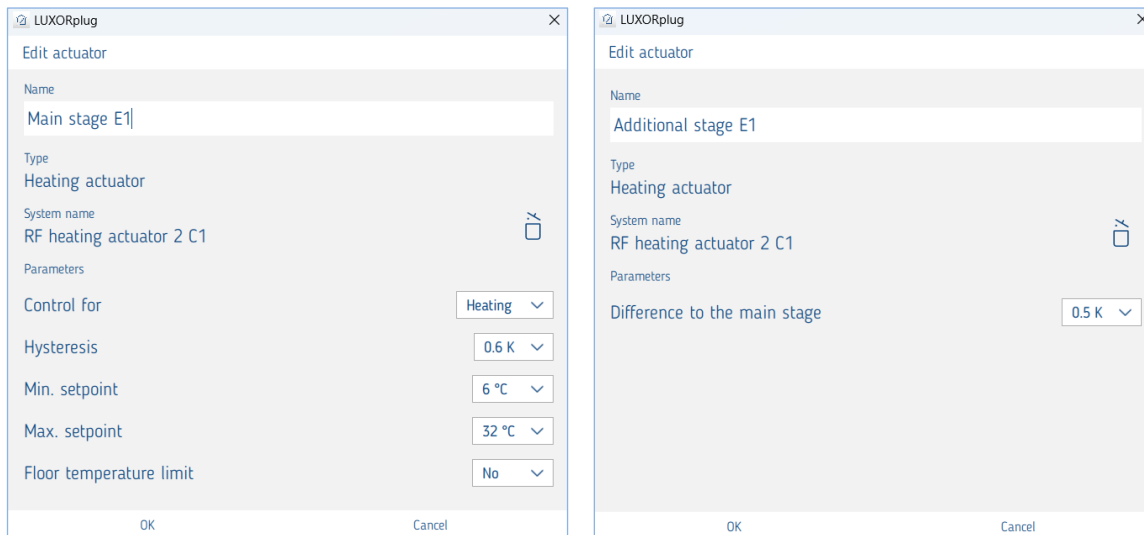 LUXORplug
Edit actuator
Name
Main stage E1
Type
Heating actuator
System name
RF heating actuator 2 C1
Parameters
Control for Heating
Hysteresis 0.6 K
Min. setpoint 6 °C
Max. setpoint 32 °C
Floor temperature limit No
OK Cancel
LUXORplug
Edit actuator
Name
Additional stage E1
Type
Heating actuator
System name
RF heating actuator 2 C1
Parameters
Difference to the main stage 0.5 K
OK Cancel